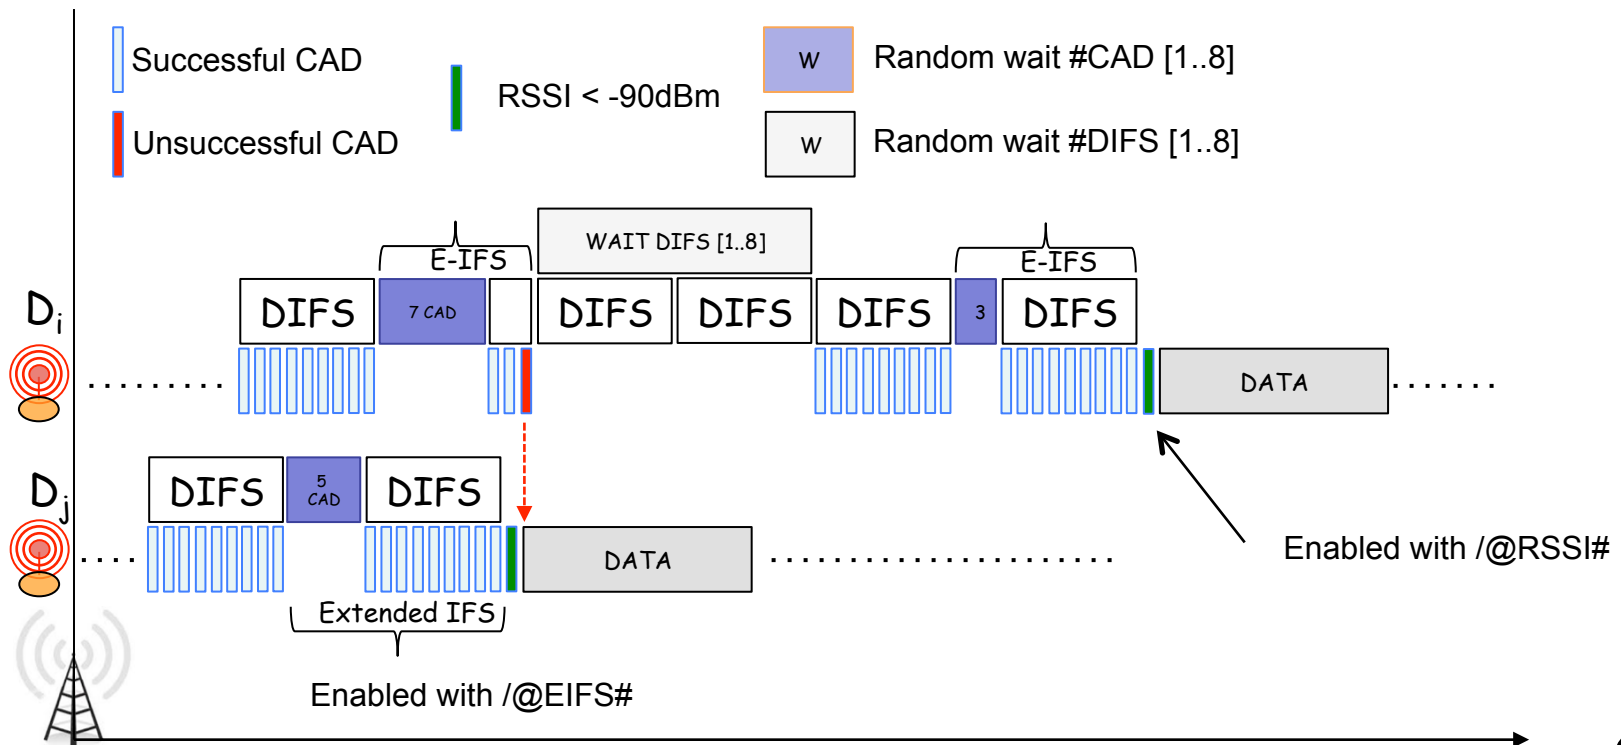 Successful CAD
Unsuccessful CAD
RSSI < -90dBm
W
Random wait #CAD [1..8]
W
Random wait #DIFS [1..8]
E-IFS
WAIT DIFS [1..8]
E-IFS
Di
DIFS
7 CAD
DIFS
DIFS
DIFS
3
DIFS
DATA
Dj
DIFS
5
CAD
DIFS
DATA
Enabled with /@RSSI#
Extended IFS
Enabled with /@EIFS#